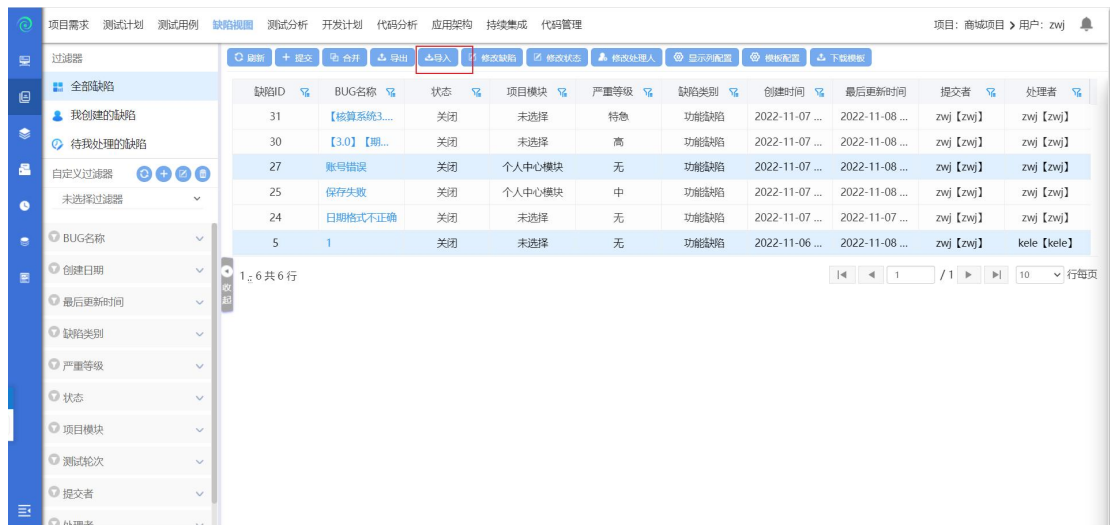 项目需求 测试计划 测试用例 缺陷视图 测试分析 开发计划 代码分析 应用架构 持续集成 代码管理 项目：商城项目 用户：zwj
过滤器 刷新 提交 合并 导出 导入 修改缺陷 修改状态 修改处理人 显示列配置 模板配置 下载模板
全部缺陷
我创建的缺陷
待我处理的缺陷
自定义过滤器
未选择过滤器
BUG名称
创建日期
最后更新时间
缺陷类别
严重等级
状态
项目模块
测试轮次
提交者
处理者
收起
缺陷ID BUG名称 状态 项目模块 严重等级 缺陷类别 创建时间 最后更新时间 提交者 处理者
31 【核算系统3.... 关闭 未选择 特急 功能缺陷 2022-11-07 ... 2022-11-08 ... zwj【zwj】 zwj【zwj】
30 【3.0】【期... 关闭 未选择 高 功能缺陷 2022-11-07 ... 2022-11-08 ... zwj【zwj】 zwj【zwj】
27 账号错误 关闭 个人中心模块 无 功能缺陷 2022-11-07 ... 2022-11-08 ... zwj【zwj】 zwj【zwj】
25 保存失败 关闭 个人中心模块 中 功能缺陷 2022-11-07 ... 2022-11-08 ... zwj【zwj】 zwj【zwj】
24 日期格式不正确 关闭 未选择 无 功能缺陷 2022-11-07 ... 2022-11-07 ... zwj【zwj】 zwj【zwj】
5 1 关闭 未选择 无 功能缺陷 2022-11-06 ... 2022-11-08 ... zwj【zwj】 kele【kele】
1 - 6 共 6 行 1 / 1 10 行每页